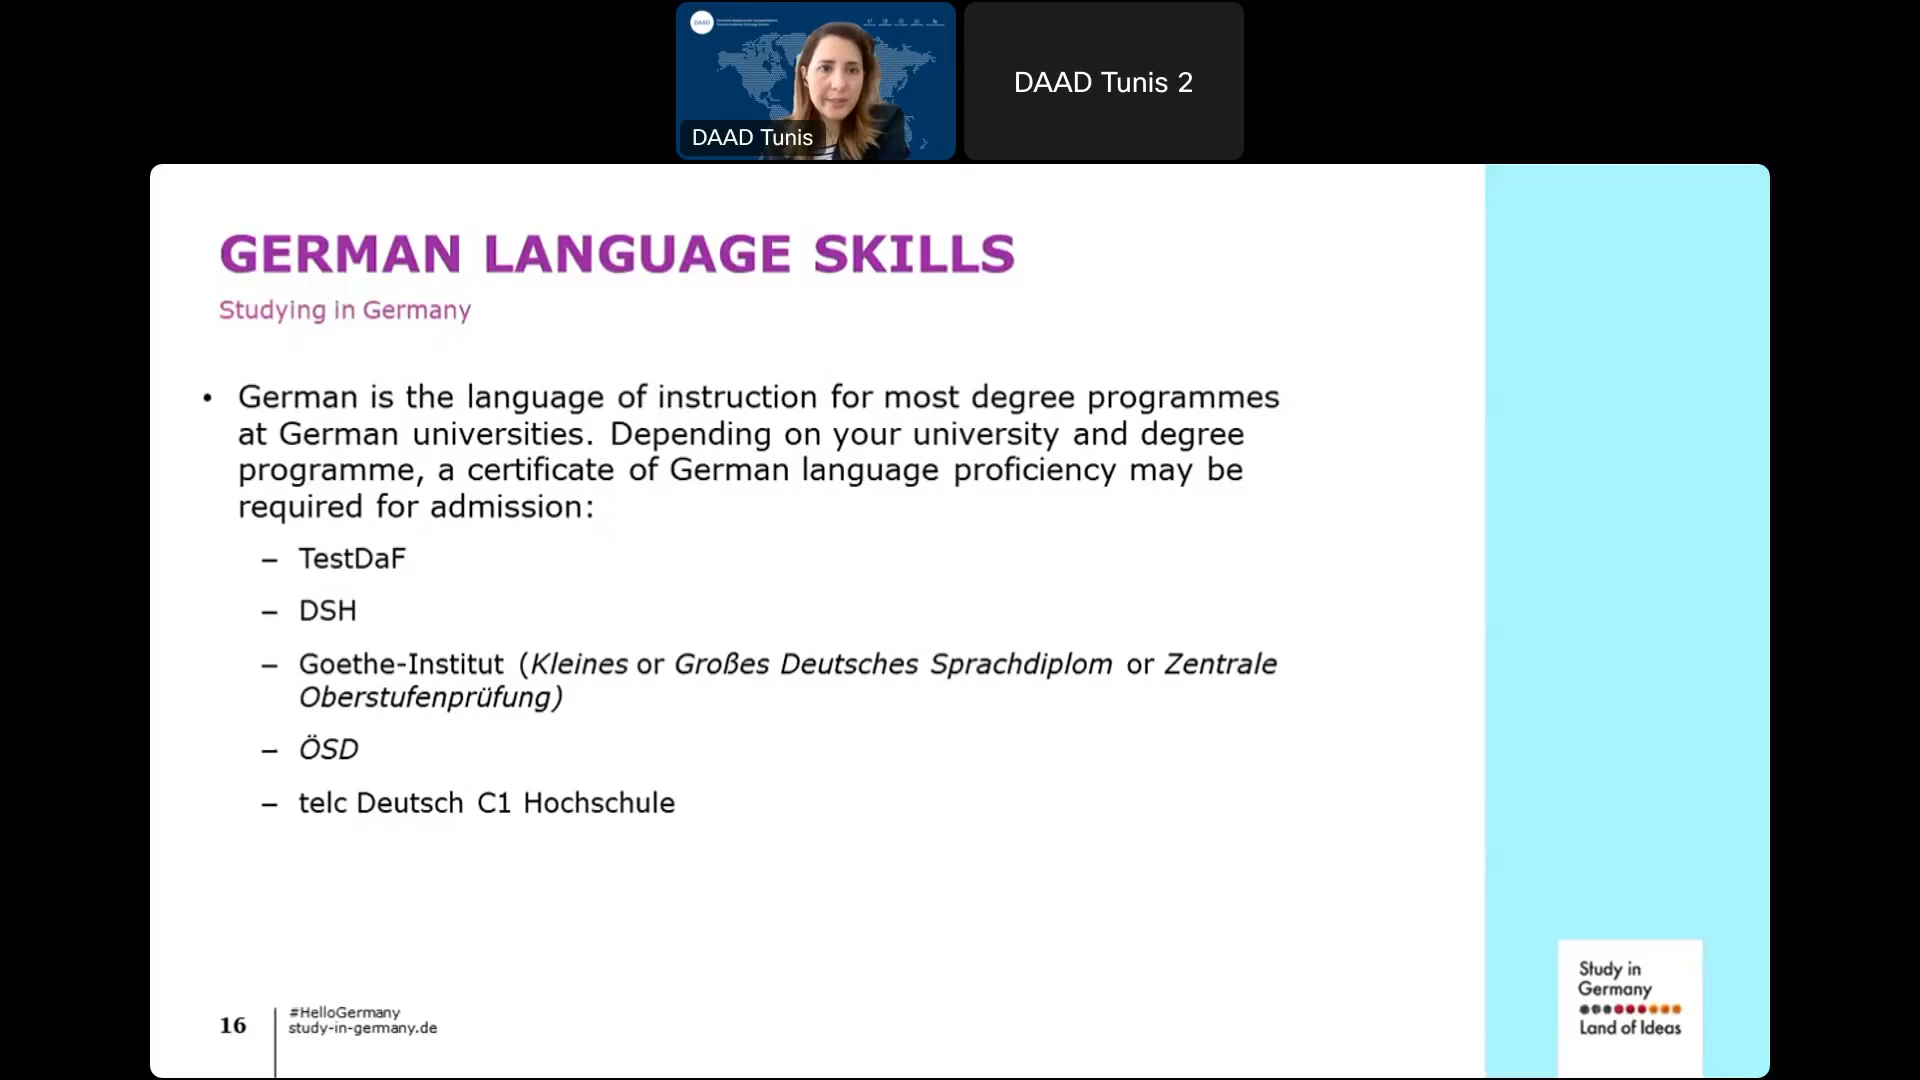 DAAD
DAAD Tunis
DAAD Tunis 2
GERMAN LANGUAGE SKILLS
Studying in Germany
• German is the language of instruction for most degree programmes
at German universities. Depending on your university and degree
programme, a certificate of German language proficiency may be
required for admission:
– TestDaF
– DSH
– Goethe-Institut (Kleines or Großes Deutsches Sprachdiplom or Zentrale
Oberstufenprüfung)
– ÖSD
– telc Deutsch C1 Hochschule
16
#HelloGermany
study-in-germany.de
Study in
Germany
Land of Ideas